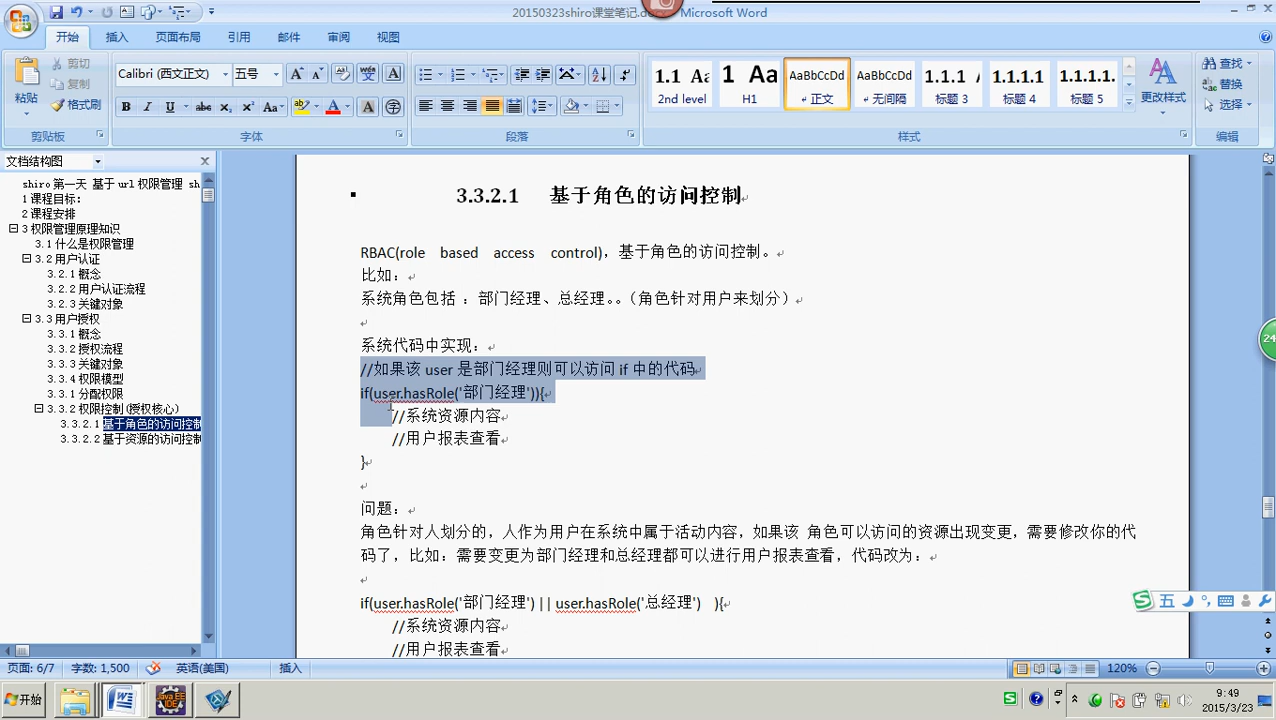 20150323shiro课堂笔记.docx - Microsoft Word
开始 插入 页面布局 引用 邮件 审阅 视图
粘贴
剪切
复制
格式刷
剪贴板
Calibri (西文正文) 五号
字体
段落
1.1 Aa 1 Aa AaBbCcDd AaBbCcDd 1.1.1 1.1.1.1 1.1.1.1.
2nd level H1 正文 无间隔 标题 3 标题 4 标题 5
更改样式
样式
查找
替换
选择
编辑
文档结构图
shiro 第一天 基于 url 权限管理 sh
1 课程目标:
2 课程安排
3 权限管理原理知识
3.1 什么是权限管理
3.2 用户认证
3.2.1 概念
3.2.2 用户认证流程
3.2.3 关键对象
3.3 用户授权
3.3.1 概念
3.3.2 授权流程
3.3.3 关键对象
3.3.4 权限模型
3.3.1 分配权限
3.3.2 权限控制(授权核心)
3.3.2.1 基于角色的访问控制
3.3.2.2 基于资源的访问控
3.3.2.1 基于角色的访问控制
RBAC(role based access control)，基于角色的访问控制。
比如：
系统角色包括 ：部门经理、总经理。。（角色针对用户来划分）
系统代码中实现：
//如果该 user 是部门经理则可以访问 if 中的代码
if(user.hasRole('部门经理')){
//系统资源内容
//用户报表查看
}
问题：
角色针对人划分的，人作为用户在系统中属于活动内容，如果该 角色可以访问的资源出现变更，需要修改你的代
码了，比如：需要变更为部门经理和总经理都可以进行用户报表查看，代码改为：
if(user.hasRole('部门经理') || user.hasRole('总经理') ){
//系统资源内容
//用户报表查看
24
五
页面: 6/7 字数: 1,500 英语(美国) 插入 120%
开始
Java EE IDE
9:49
2015/3/23